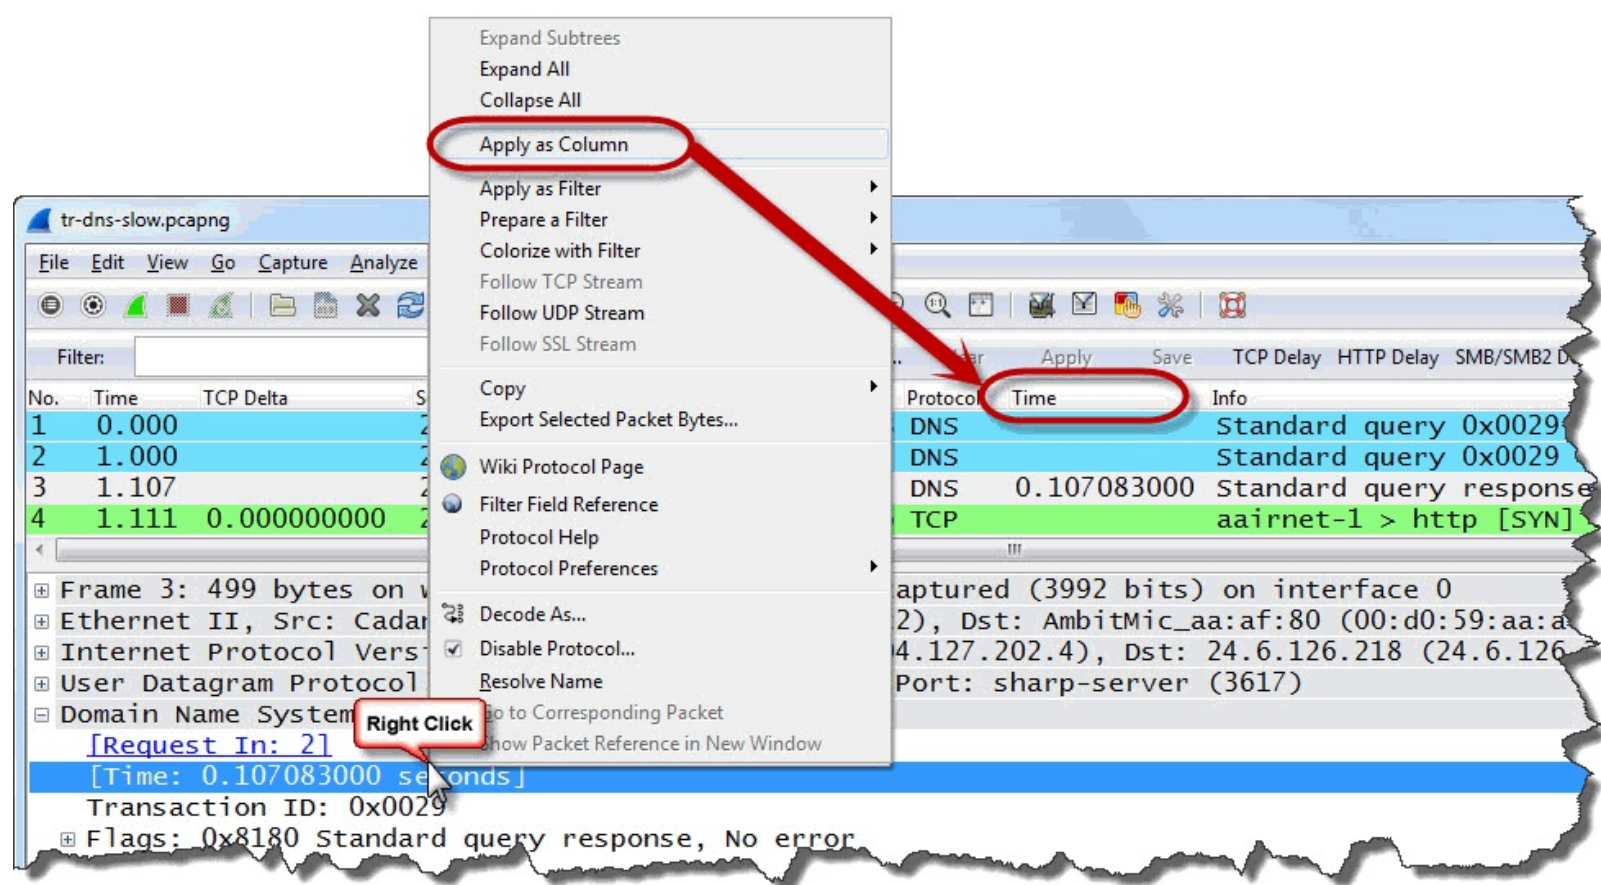 Expand Subtrees
Expand All
Collapse All
Apply as Column
Apply as Filter
Prepare a Filter
Colorize with Filter
Follow TCP Stream
Follow UDP Stream
Follow SSL Stream
Copy
Export Selected Packet Bytes...
Wiki Protocol Page
Filter Field Reference
Protocol Help
Protocol Preferences
Decode As...
Disable Protocol...
Resolve Name
to Corresponding Packet
Packet Reference in New Window
tr-dns-slow.pcapng
File Edit View Go Capture Analyze
Filter: Apply Save TCP Delay HTTP Delay SMB/SMB2
No. Time TCP Delta Protocol Time Info
1 0.000 DNS Standard query 0x0029
2 1.000 DNS Standard query 0x0029
3 1.107 DNS 0.107083000 Standard query response
4 1.111 0.000000000 TCP aairnet-1 > http [SYN]
Frame 3: 499 bytes on aptured (3992 bits) on interface 0
Ethernet II, Src: Cadar 2), Dst: AmbitMic_aa:af:80 (00:d0:59:aa:a
Internet Protocol Vers 4.127.202.4), Dst: 24.6.126.218 (24.6.126
User Datagram Protocol Port: sharp-server (3617)
Domain Name System
Right Click
[Request In: 2]
[Time: 0.107083000 seconds]
Transaction ID: 0x0029
Flags: 0x8180 Standard query response, No error